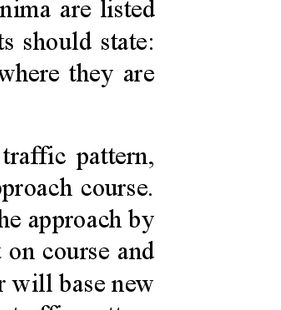 nima are listed
ts should state:
where they are
traffic pattern,
pproach course.
he approach by
on course and
r will base new